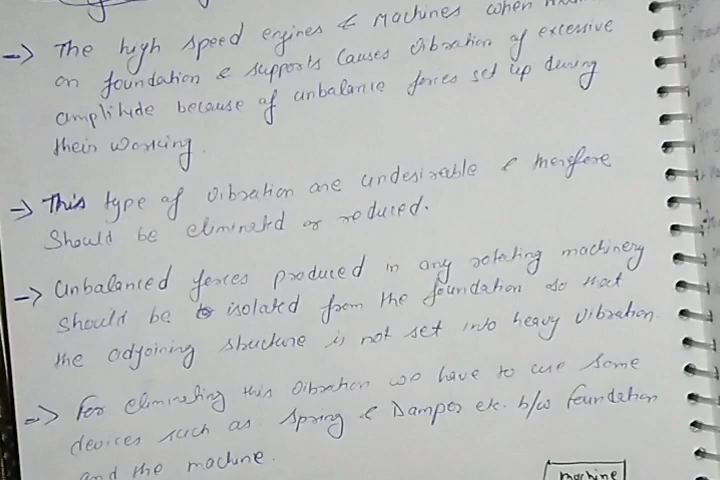 -> The high speed engines & Machines when
on foundation & supports Causes Vibration of excessive
amplitude because of unbalance forces set up during
their working.
-> This type of Vibration are undesirable & therefore
Should be eliminated or reduced.
-> Unbalanced forces produced in any rotating machinery
should be isolated from the foundation so that
the adjoining structure is not set into heavy vibration
-> For eliminating this Vibration we have to use some
devices such as spring & Damper etc. b/w foundation
and the machine.
machine